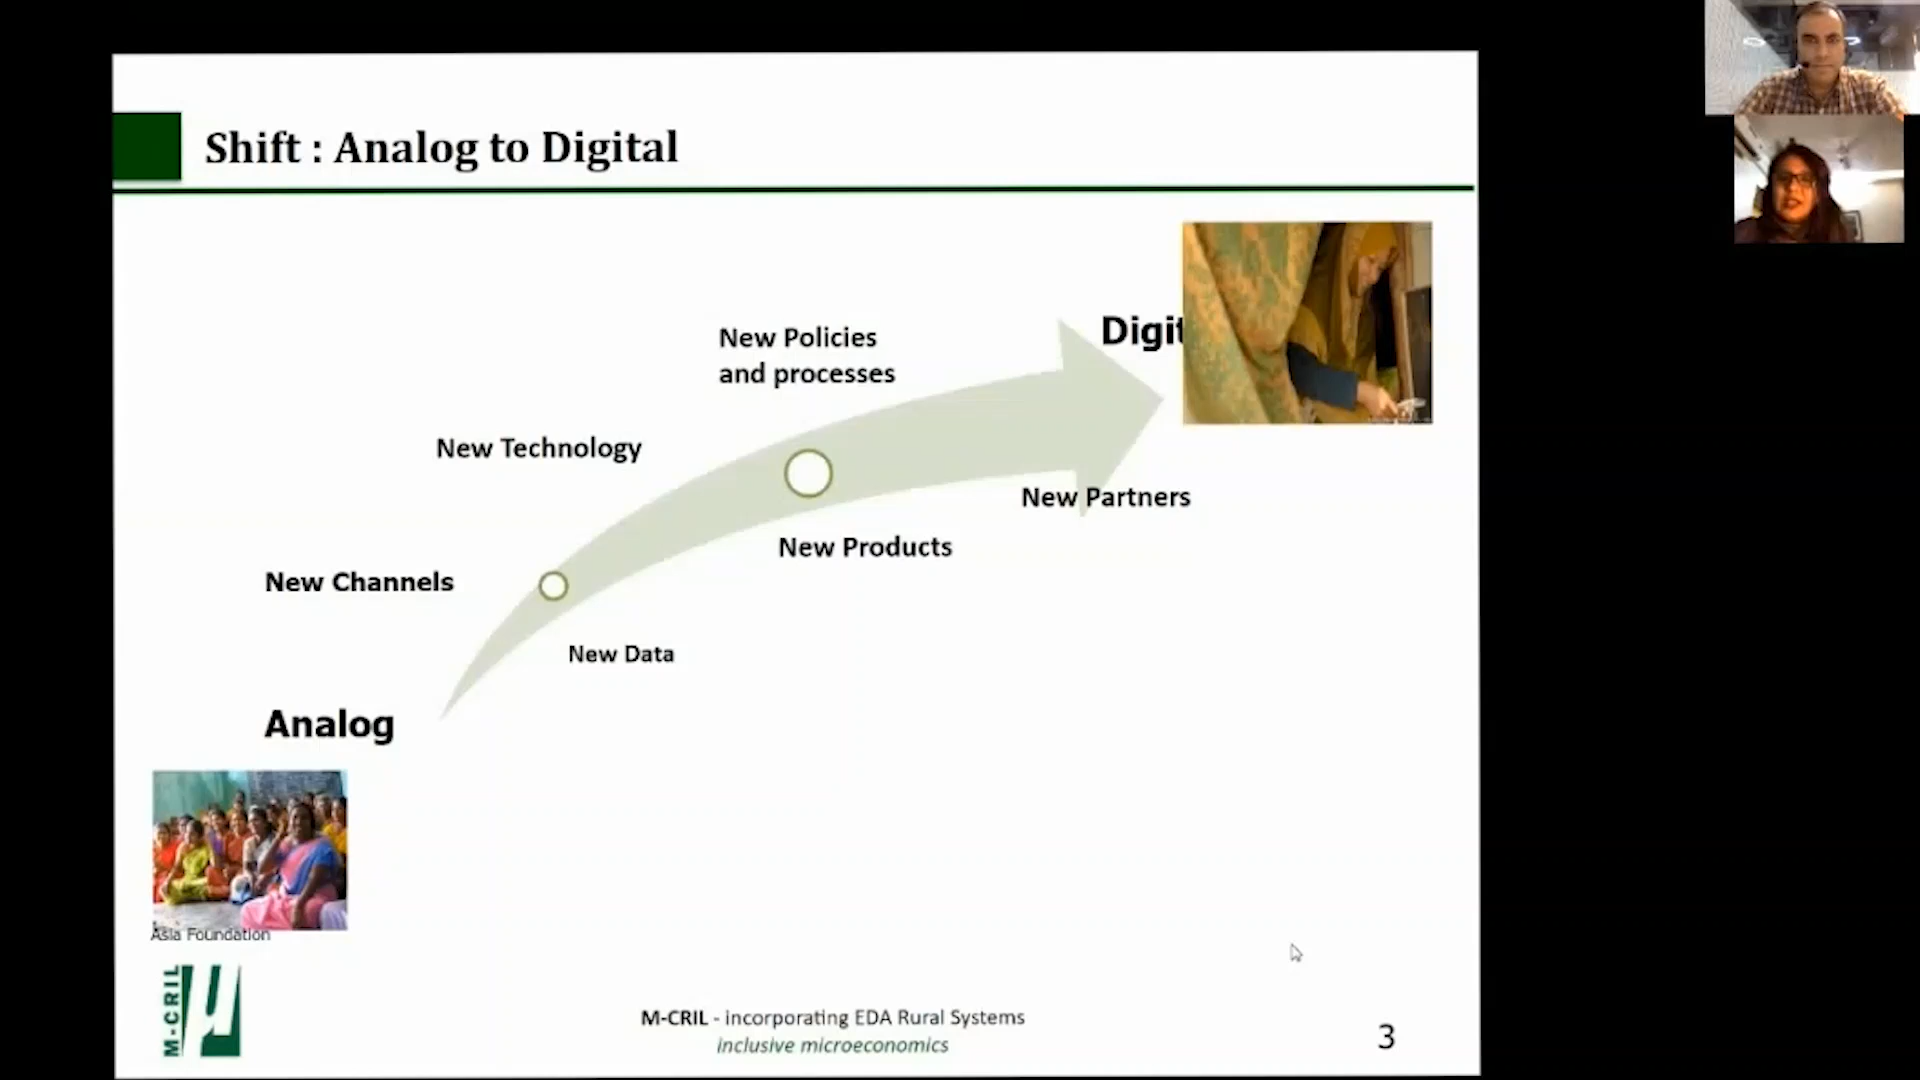 Shift : Analog to Digital
Digit
New Policies
and processes
New Technology
New Partners
New Products
New Channels
New Data
Analog
Asia Foundation
M-CRIL
µ
M-CRIL - incorporating EDA Rural Systems
inclusive microeconomics
3